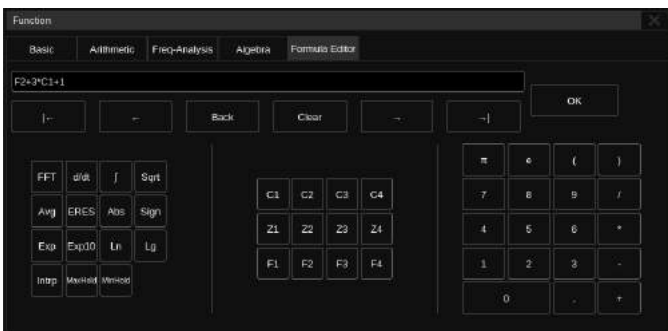 Function
Basic Arithmetic Freq-Analysis Algebra Formula Editor
F2+3*C1+1
OK
|← ← Back Clear → →|
π e ( )
FFT d/dt ∫ Sqrt
C1 C2 C3 C4
7 8 9 /
Avg ERES Abs Sign
Z1 Z2 Z3 Z4
4 5 6 *
Exp Exp10 Ln Lg
F1 F2 F3 F4
1 2 3 -
Intrp MaxHold MinHold
0 . +